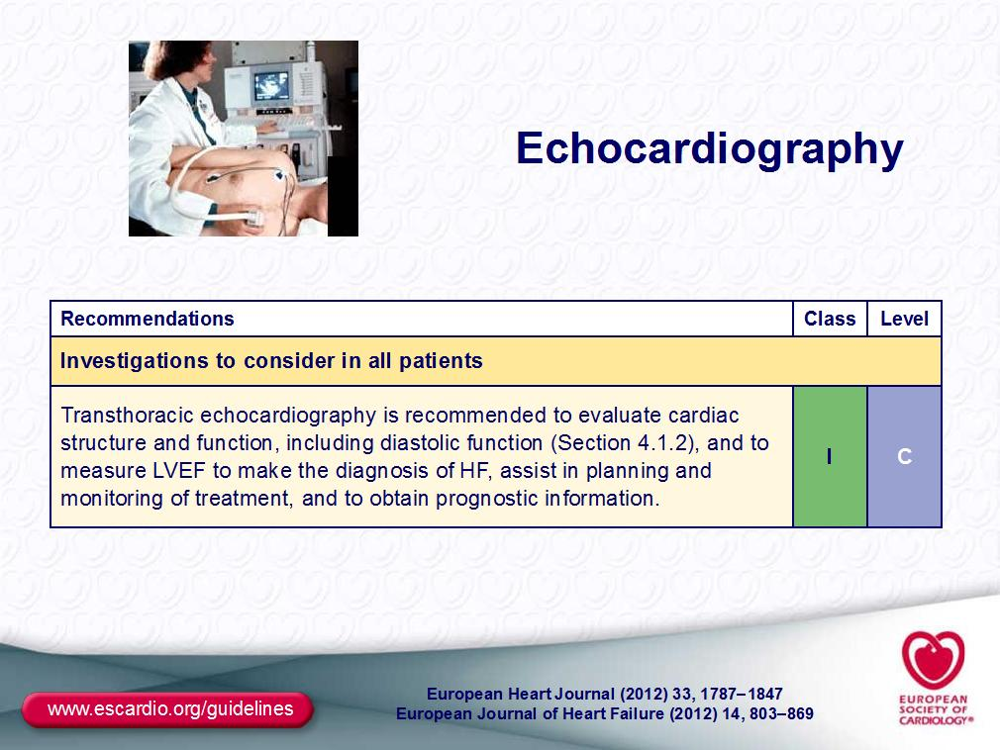 Echocardiography
Recommendations Class Level
Investigations to consider in all patients
Transthoracic echocardiography is recommended to evaluate cardiac
structure and function, including diastolic function (Section 4.1.2), and to
measure LVEF to make the diagnosis of HF, assist in planning and
monitoring of treatment, and to obtain prognostic information.
I C
www.escardio.org/guidelines
European Heart Journal (2012) 33, 1787–1847
European Journal of Heart Failure (2012) 14, 803–869
EUROPEAN
SOCIETY OF
CARDIOLOGY®